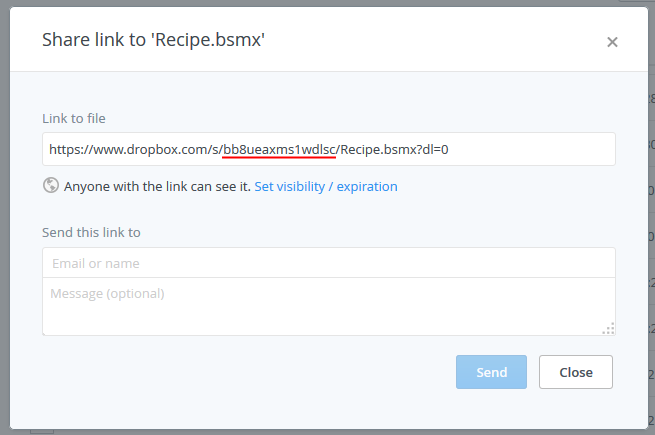 Share link to 'Recipe.bsmx'
×
Link to file
https://www.dropbox.com/s/bb8ueaxms1wdlsc/Recipe.bsmx?dl=0
Anyone with the link can see it. Set visibility / expiration
Send this link to
Email or name
Message (optional)
Send Close